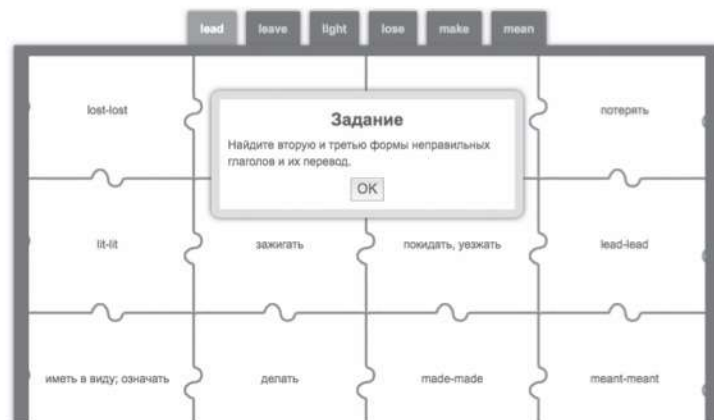 lead leave light lose make mean
lost-lost потерять
Задание
Найдите вторую и третью формы неправильных
глаголов и их перевод.
OK
lit-lit зажигать покидать, уезжать lead-lead
иметь в виду; означать делать made-made meant-meant